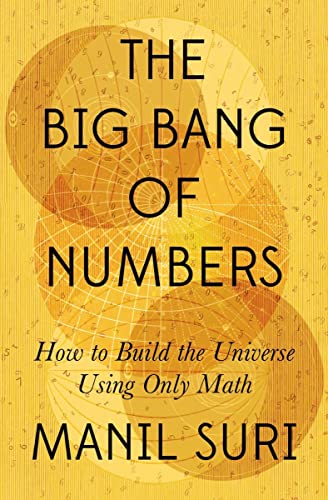 THE
BIG BANG
OF
NUMBERS
How to Build the Universe
Using Only Math
MANIL SURI